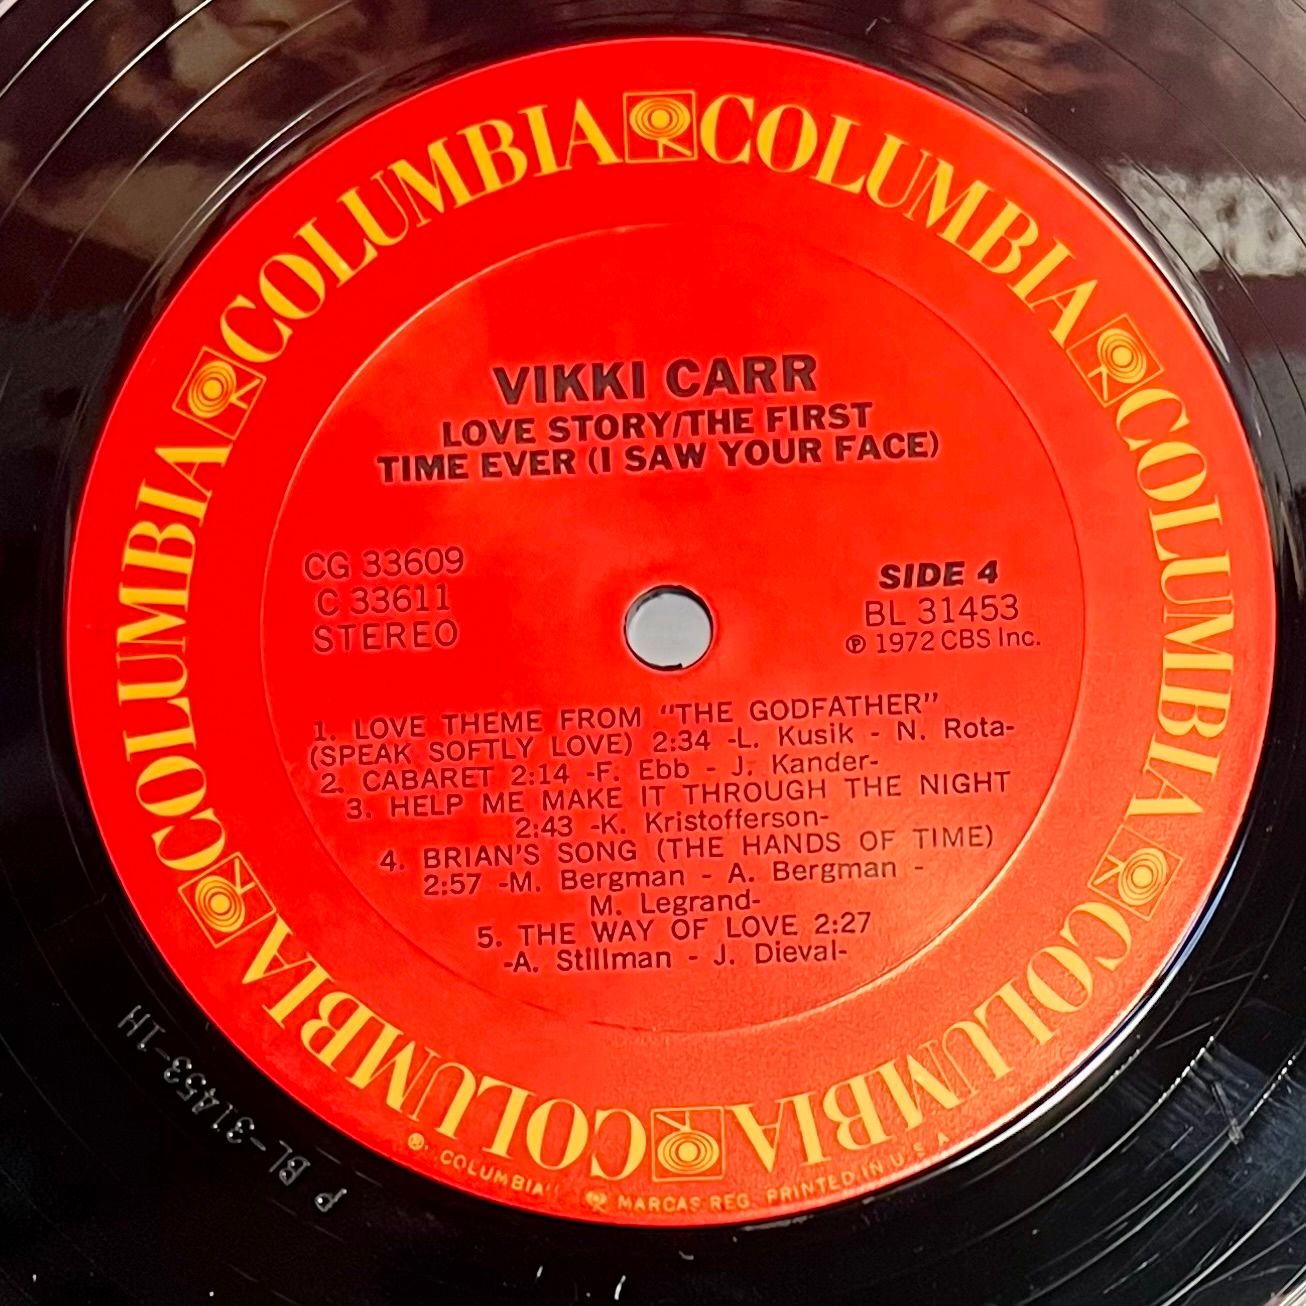 COLUMBIA COLUMBIA COLUMBIA COLUMBIA COLUMBIA COLUMBIA
VIKKI CARR
LOVE STORY/THE FIRST
TIME EVER (I SAW YOUR FACE)
CG 33609
C 33611
STEREO
SIDE 4
BL 31453
℗ 1972 CBS Inc.
1. LOVE THEME FROM "THE GODFATHER"
(SPEAK SOFTLY LOVE) 2:34 -L. Kusik - N. Rota-
2. CABARET 2:14 -F. Ebb - J. Kander-
3. HELP ME MAKE IT THROUGH THE NIGHT
2:43 -K. Kristofferson-
4. BRIAN'S SONG (THE HANDS OF TIME)
2:57 -M. Bergman - A. Bergman -
M. Legrand-
5. THE WAY OF LOVE 2:27
-A. Stillman - J. Dieval-
® "COLUMBIA" MARCAS REG. PRINTED IN U.S.A.
P BL-31453-1H